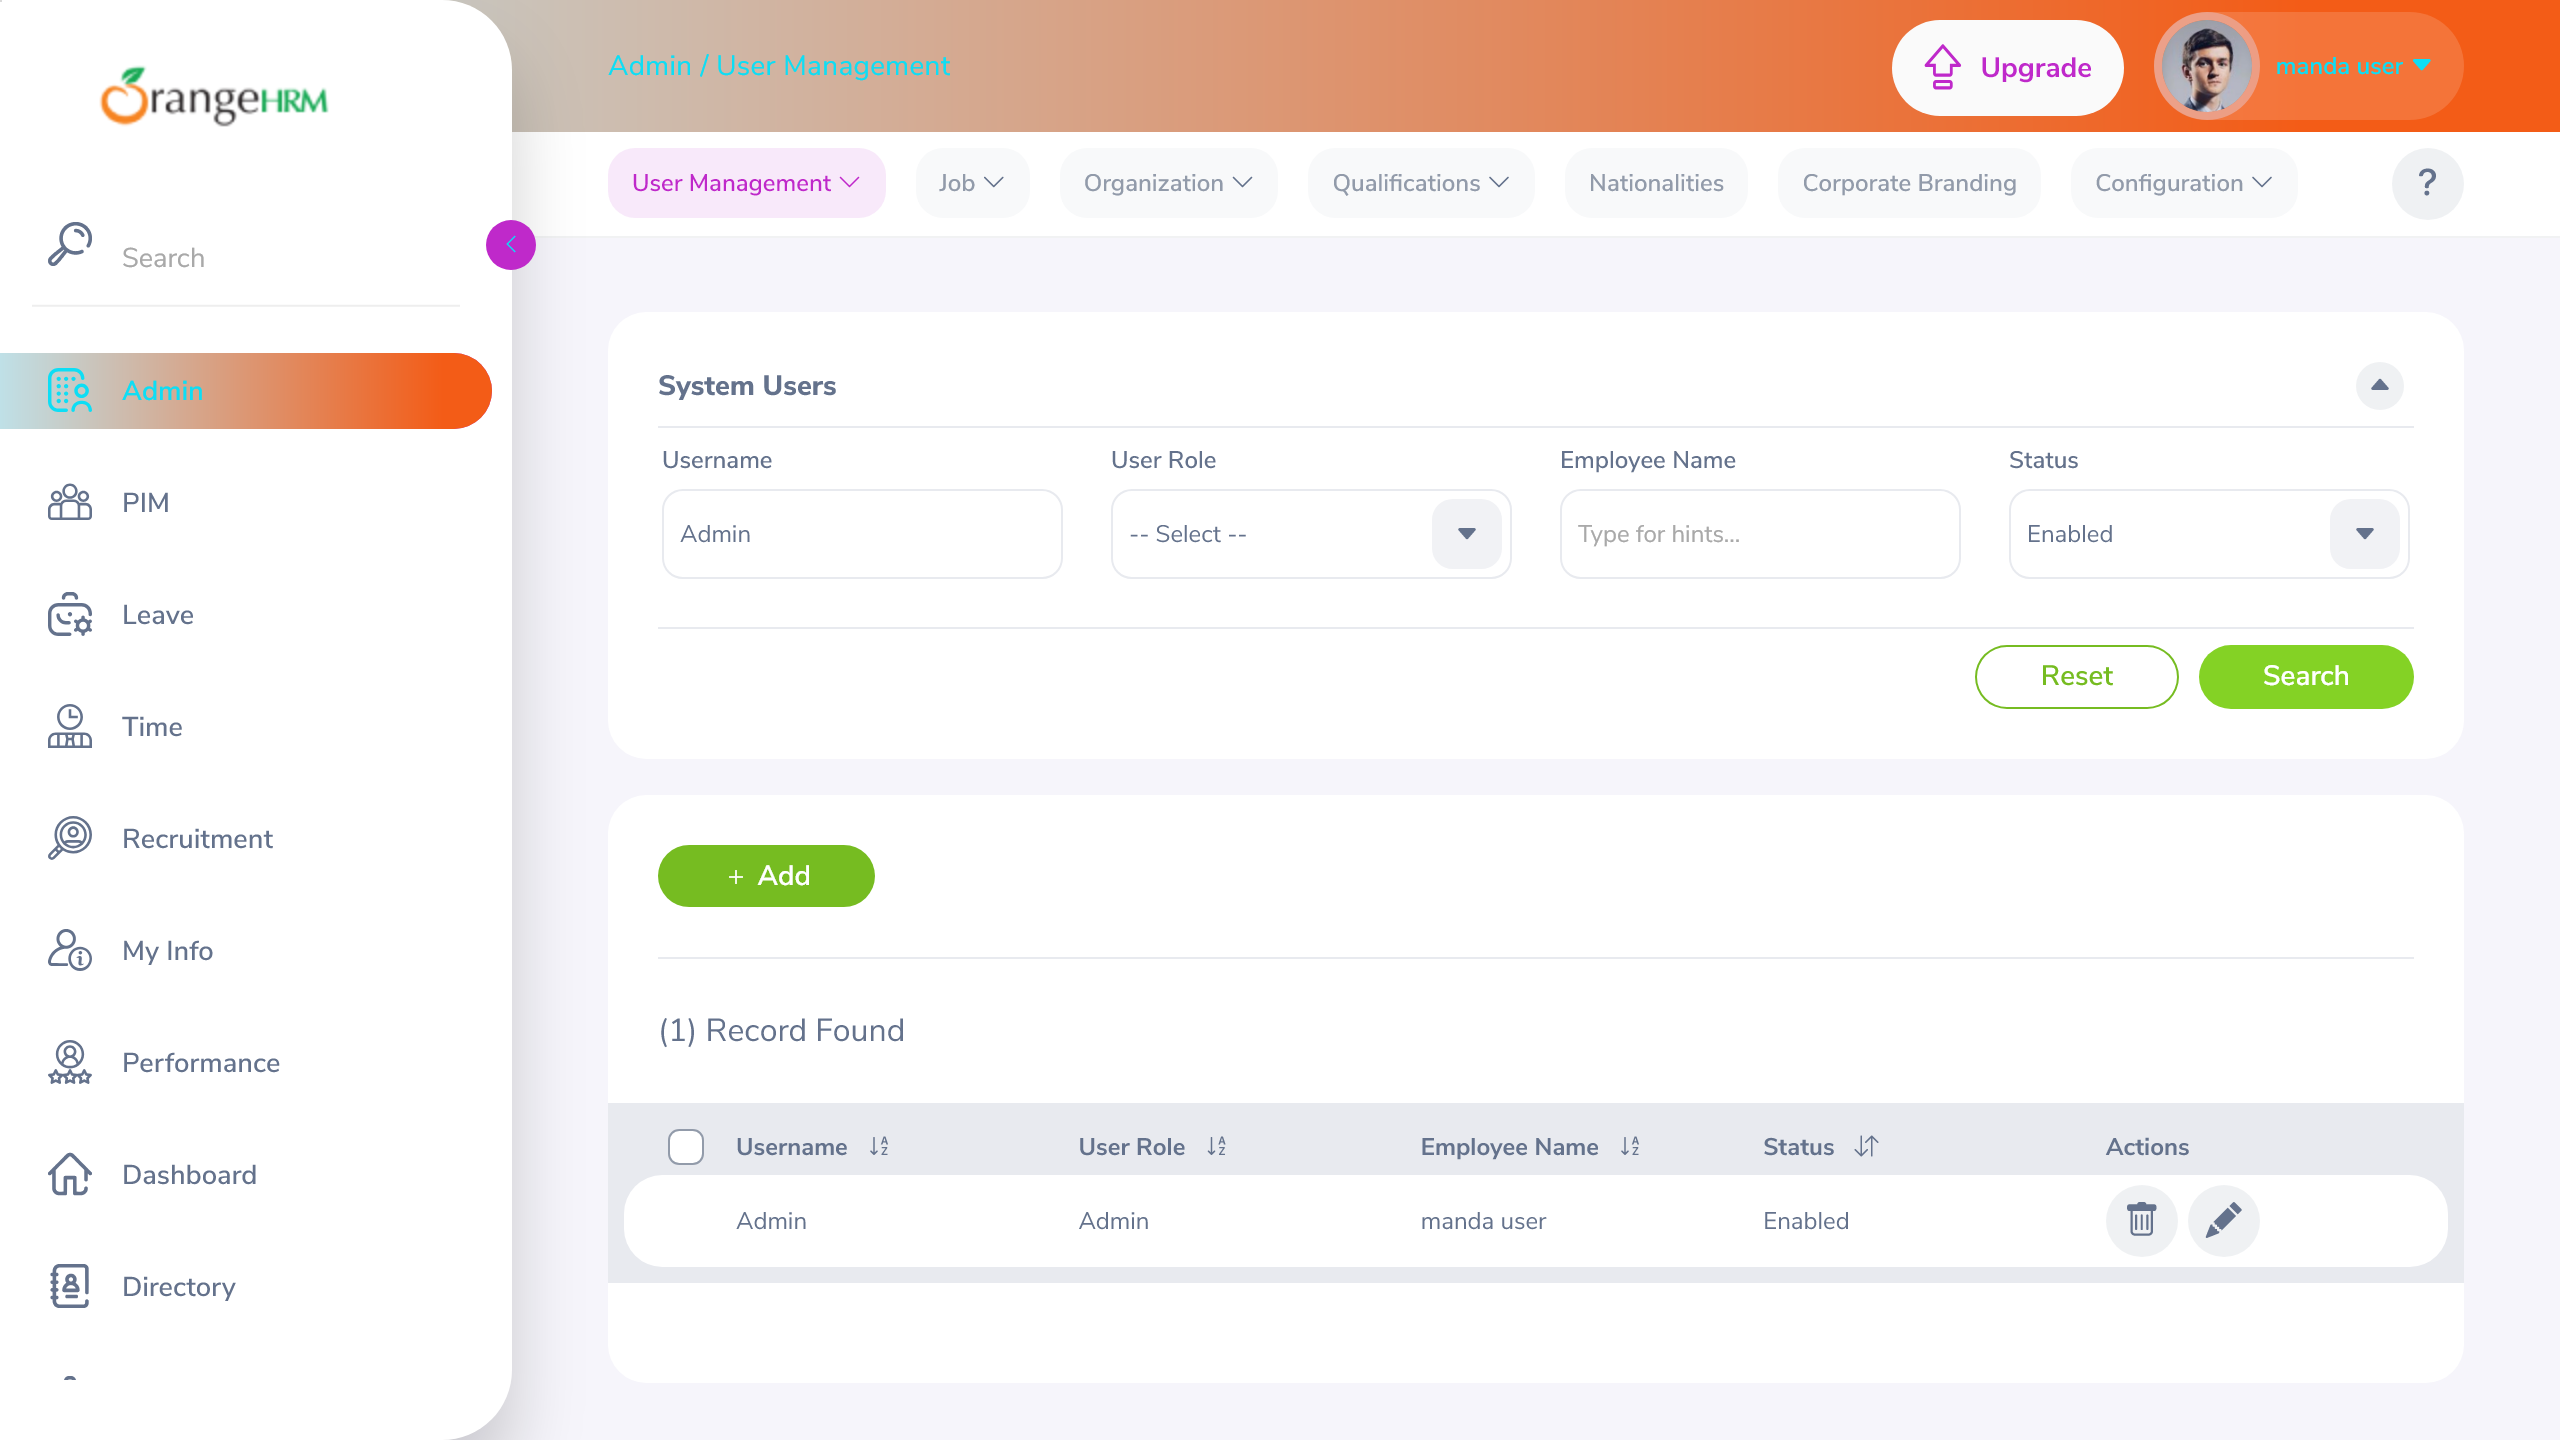 OrangeHRM
Search
Admin
PIM
Leave
Time
Recruitment
My Info
Performance
Dashboard
Directory
Admin / User Management
Upgrade
manda user
User Management
Job
Organization
Qualifications
Nationalities
Corporate Branding
Configuration
?
System Users
Username
User Role
Employee Name
Status
Admin
-- Select --
Type for hints...
Enabled
Reset
Search
+ Add
(1) Record Found
Username User Role Employee Name Status Actions
Admin Admin manda user Enabled